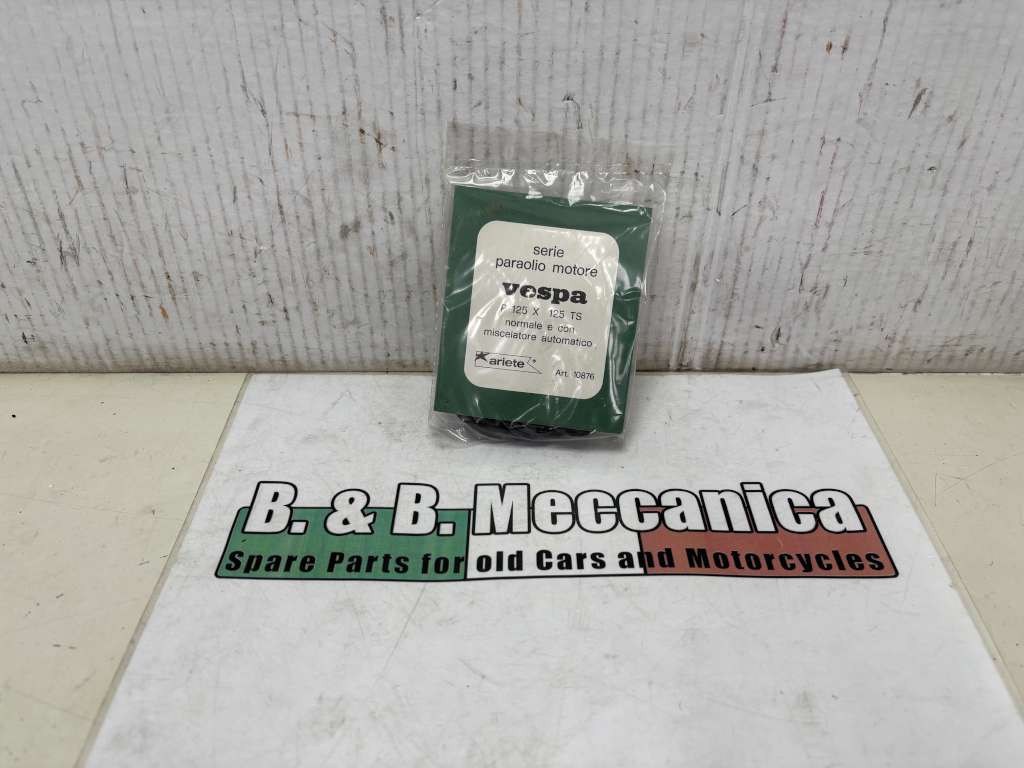 serie
paraolio motore
vespa
P 125 X 125 TS
normale e con
miscelatore automatico
ariete ®
Art. 10876
B. & B. Meccanica
Spare Parts for old Cars and Motorcycles